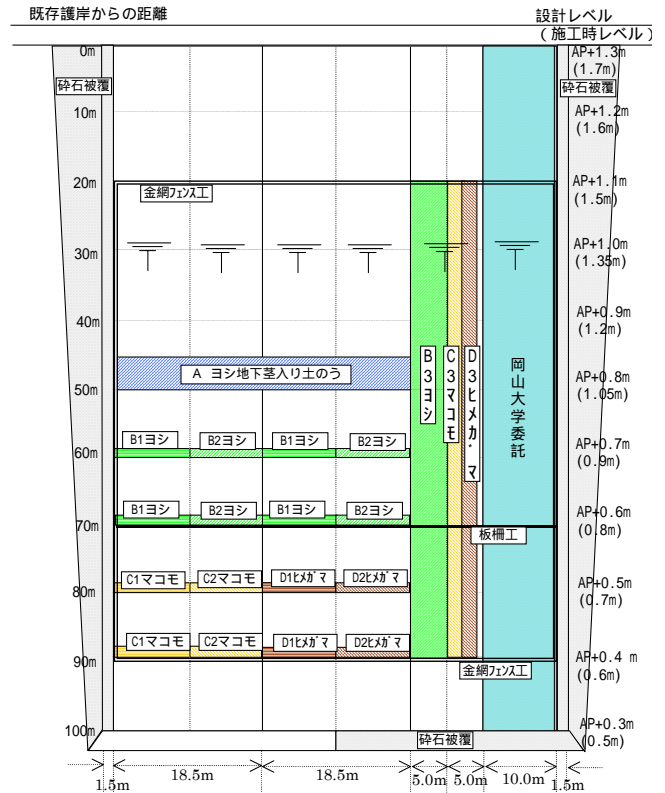 既存護岸からの距離
設計レベル
(施工時レベル)
0m
AP+1.3m
(1.7m)
砕石被覆
砕石被覆
10m
AP+1.2m
(1.6m)
20m
AP+1.1m
(1.5m)
金網ﾌｪﾝｽ工
30m
AP+1.0m
(1.35m)
40m
AP+0.9m
(1.2m)
A ヨシ地下茎入り土のう
B3ヨシ
C3マコモ
D3ヒメガマ
岡山大学委託
50m
AP+0.8m
(1.05m)
B1ヨシ
B2ヨシ
B1ヨシ
B2ヨシ
60m
AP+0.7m
(0.9m)
B1ヨシ
B2ヨシ
B1ヨシ
B2ヨシ
70m
AP+0.6m
(0.8m)
板柵工
C1マコモ
C2マコモ
D1ﾋﾒｶﾞﾏ
D2ﾋﾒｶﾞﾏ
80m
AP+0.5m
(0.7m)
C1マコモ
C2マコモ
D1ﾋﾒｶﾞﾏ
D2ﾋﾒｶﾞﾏ
90m
AP+0.4 m
(0.6m)
金網ﾌｪﾝｽ工
100m
AP+0.3m
(0.5m)
砕石被覆
1.5m
18.5m
18.5m
5.0m
5.0m
10.0m
1.5m